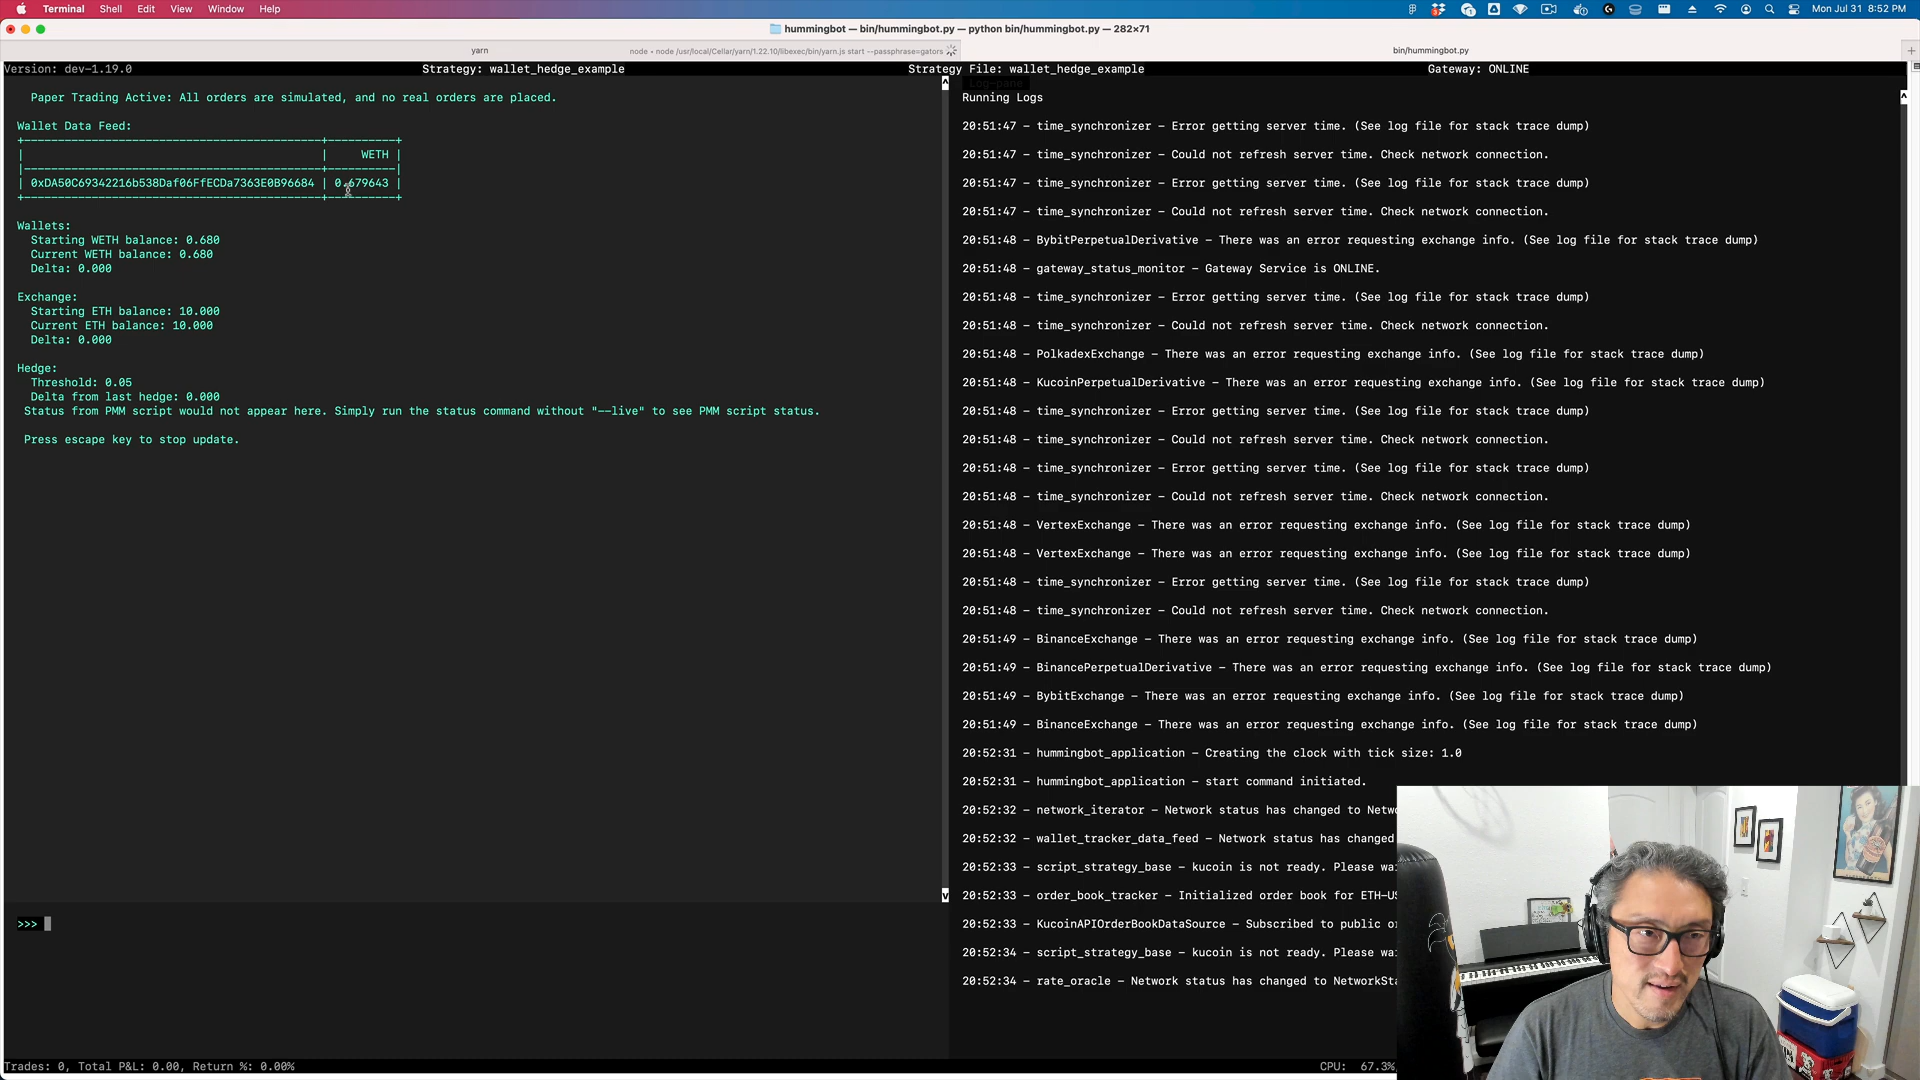 Terminal Shell Edit View Window Help
Mon Jul 31 8:52 PM
hummingbot — bin/hummingbot.py — python bin/hummingbot.py — 282×71
yarn
node • node /usr/local/Cellar/yarn/1.22.10/libexec/bin/yarn.js start --passphrase=gators
bin/hummingbot.py
Version: dev-1.19.0 Strategy: wallet_hedge_example Strategy File: wallet_hedge_example Gateway: ONLINE
Paper Trading Active: All orders are simulated, and no real orders are placed.
Wallet Data Feed:
WETH
0xDA50C69342216b538Daf06FfECDa7363E0B96684 | 0.679643
Wallets:
Starting WETH balance: 0.680
Current WETH balance: 0.680
Delta: 0.000
Exchange:
Starting ETH balance: 10.000
Current ETH balance: 10.000
Delta: 0.000
Hedge:
Threshold: 0.05
Delta from last hedge: 0.000
Status from PMM script would not appear here. Simply run the status command without "--live" to see PMM script status.
Press escape key to stop update.
>>>
Trades: 0, Total P&L: 0.00, Return %: 0.00%
Log-pane
Running Logs
20:51:47 - time_synchronizer - Error getting server time. (See log file for stack trace dump)
20:51:47 - time_synchronizer - Could not refresh server time. Check network connection.
20:51:47 - time_synchronizer - Error getting server time. (See log file for stack trace dump)
20:51:47 - time_synchronizer - Could not refresh server time. Check network connection.
20:51:48 - BybitPerpetualDerivative - There was an error requesting exchange info. (See log file for stack trace dump)
20:51:48 - gateway_status_monitor - Gateway Service is ONLINE.
20:51:48 - time_synchronizer - Error getting server time. (See log file for stack trace dump)
20:51:48 - time_synchronizer - Could not refresh server time. Check network connection.
20:51:48 - PolkadexExchange - There was an error requesting exchange info. (See log file for stack trace dump)
20:51:48 - KucoinPerpetualDerivative - There was an error requesting exchange info. (See log file for stack trace dump)
20:51:48 - time_synchronizer - Error getting server time. (See log file for stack trace dump)
20:51:48 - time_synchronizer - Could not refresh server time. Check network connection.
20:51:48 - time_synchronizer - Error getting server time. (See log file for stack trace dump)
20:51:48 - time_synchronizer - Could not refresh server time. Check network connection.
20:51:48 - VertexExchange - There was an error requesting exchange info. (See log file for stack trace dump)
20:51:48 - VertexExchange - There was an error requesting exchange info. (See log file for stack trace dump)
20:51:48 - time_synchronizer - Error getting server time. (See log file for stack trace dump)
20:51:48 - time_synchronizer - Could not refresh server time. Check network connection.
20:51:49 - BinanceExchange - There was an error requesting exchange info. (See log file for stack trace dump)
20:51:49 - BinancePerpetualDerivative - There was an error requesting exchange info. (See log file for stack trace dump)
20:51:49 - BybitExchange - There was an error requesting exchange info. (See log file for stack trace dump)
20:51:49 - BinanceExchange - There was an error requesting exchange info. (See log file for stack trace dump)
20:52:31 - hummingbot_application - Creating the clock with tick size: 1.0
20:52:31 - hummingbot_application - start command initiated.
20:52:32 - network_iterator - Network status has changed to Netw
20:52:32 - wallet_tracker_data_feed - Network status has changed
20:52:33 - script_strategy_base - kucoin is not ready. Please wai
20:52:33 - order_book_tracker - Initialized order book for ETH-US
20:52:33 - KucoinAPIOrderBookDataSource - Subscribed to public or
20:52:34 - script_strategy_base - kucoin is not ready. Please wai
20:52:34 - rate_oracle - Network status has changed to NetworkSta
CPU: 67.3%